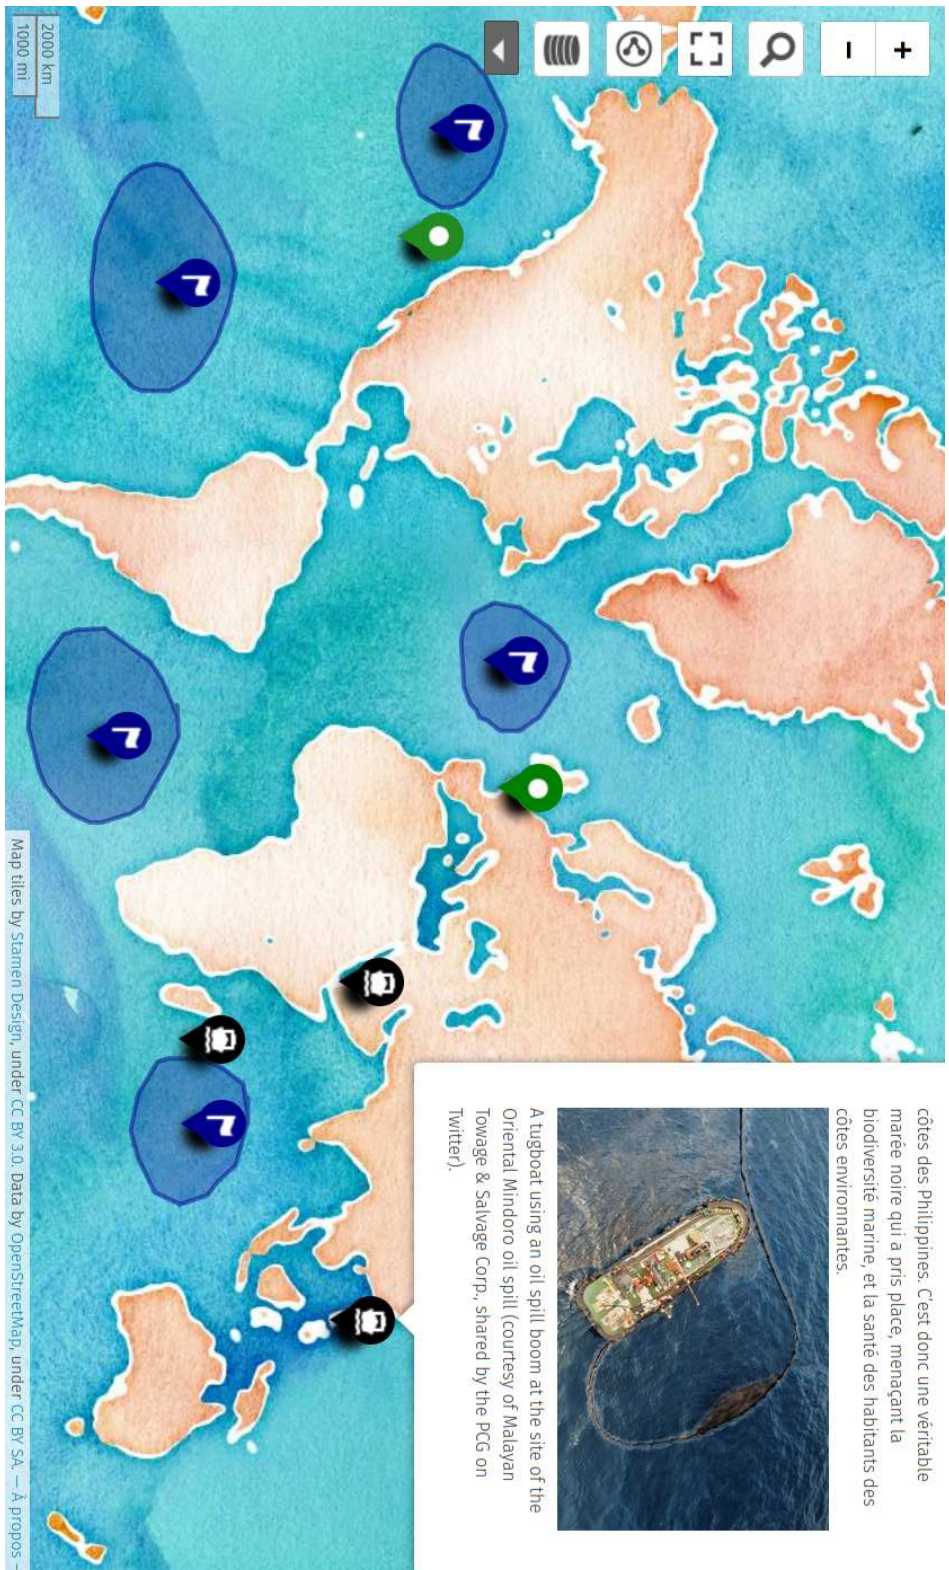 +
−
2000 km
1000 mi
côtes des Philippines. C'est donc une véritable
marée noire qui a pris place, menaçant la
biodiversité marine, et la santé des habitants des
côtes environnantes.
A tugboat using an oil spill boom at the site of the
Oriental Mindoro oil spill (courtesy of Malayan
Towage & Salvage Corp., shared by the PCG on
Twitter).
Map tiles by Stamen Design, under CC BY 3.0. Data by OpenStreetMap, under CC BY SA. — À propos –